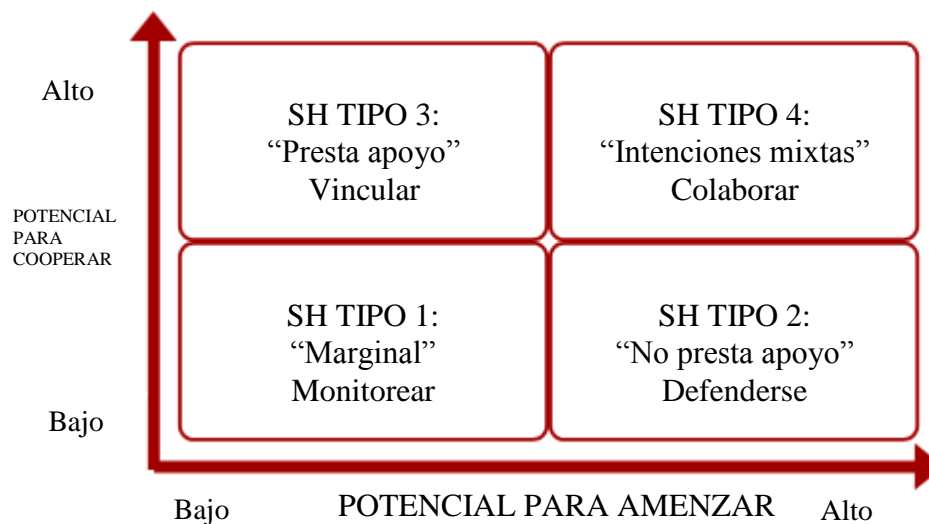 Alto
SH TIPO 3:
“Presta apoyo”
Vincular
SH TIPO 4:
“Intenciones mixtas”
Colaborar
POTENCIAL
PARA
COOPERAR
SH TIPO 1:
“Marginal”
Monitorear
SH TIPO 2:
“No presta apoyo”
Defenderse
Bajo
Bajo
POTENCIAL PARA AMENZAR
Alto